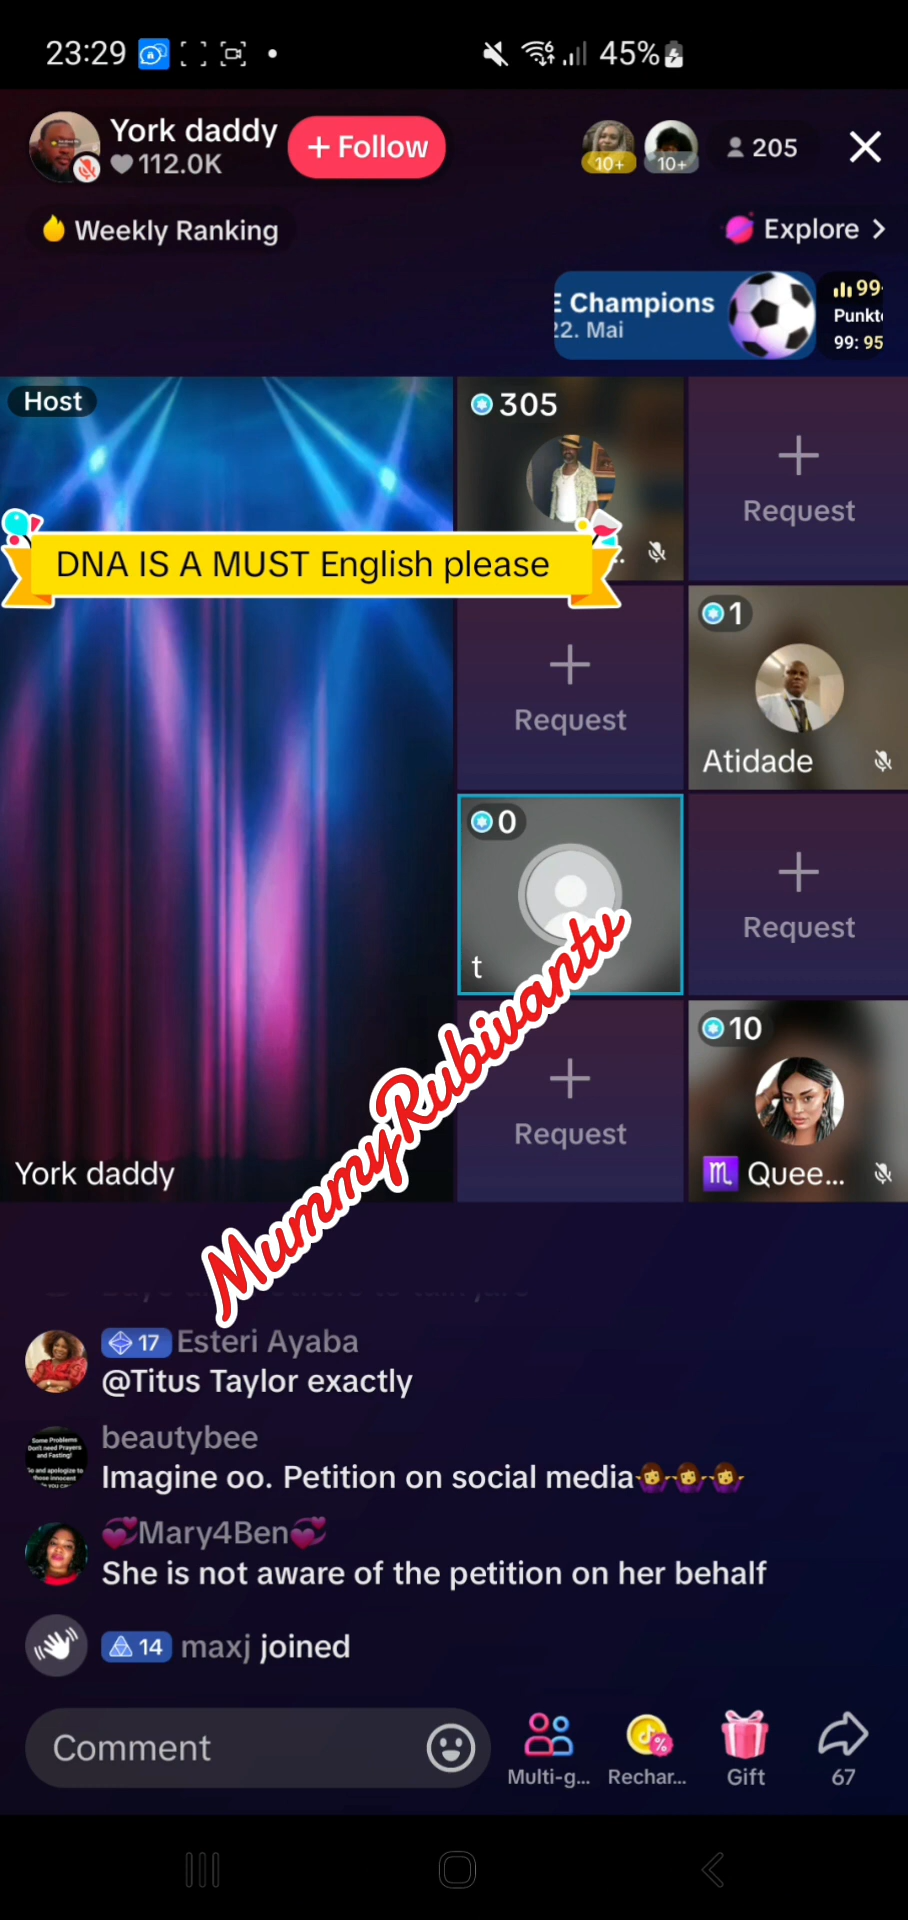 23:29
45%
York daddy
112.0K
+ Follow
10+
10+
205
Weekly Ranking
Explore >
E Champions
22. Mai
99
Punkt
99: 95
Host
305
Request
DNA IS A MUST English please
Request
1
Atidade
0
t
Request
MummyRubivantv
Request
10
Quee...
York daddy
17 Esteri Ayaba
@Titus Taylor exactly
beautybee
Imagine oo. Petition on social media🤷‍♀️🤷‍♀️🤷‍♀️
💞Mary4Ben💞
She is not aware of the petition on her behalf
14 maxj joined
Comment
Multi-g...
Rechar...
Gift
67